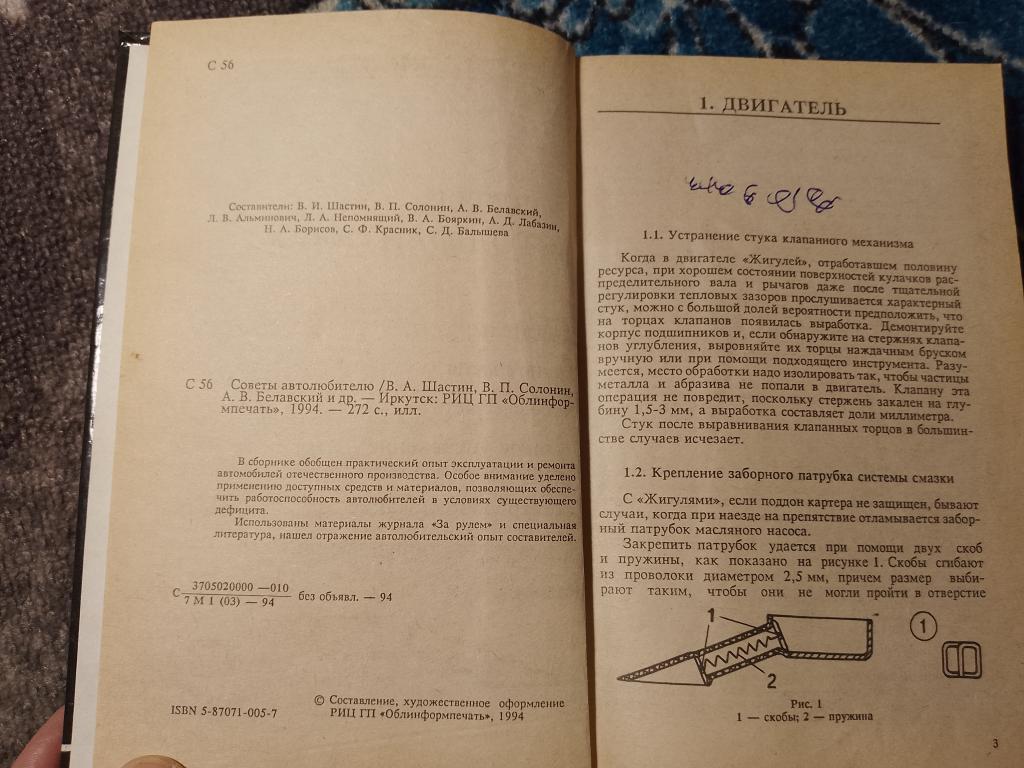 С 56
Составители: В. И. Шастин, В. П. Солонин, А. В. Белавский,
Л. В. Альминович, Л. А. Непомнящий, В. А. Бояркин, А. Д. Лабазин,
Н. А. Борисов, С. Ф. Красник, С. Д. Балышева
С 56 Советы автолюбителю /В. А. Шастин, В. П. Солонин,
А. В. Белавский и др. — Иркутск: РИЦ ГП «Облинфор-
мпечать», 1994. — 272 с., илл.
В сборнике обобщен практический опыт эксплуатации и ремонта
автомобилей отечественного производства. Особое внимание уделено
применению доступных средств и материалов, позволяющих обеспе-
чить работоспособность автолюбителей в условиях существующего
дефицита.
Использованы материалы журнала «За рулем» и специальная
литература, нашел отражение автолюбительский опыт составителей.
С 3705020000 —010
7 М 1 (03) — 94 без объявл. — 94
ISBN 5-87071-005-7
© Составление, художественное оформление
РИЦ ГП «Облинформпечать», 1994
1. ДВИГАТЕЛЬ
1.1. Устранение стука клапанного механизма
Когда в двигателе «Жигулей», отработавшем половину
ресурса, при хорошем состоянии поверхностей кулачков рас-
пределительного вала и рычагов даже после тщательной
регулировки тепловых зазоров прослушивается характерный
стук, можно с большой долей вероятности предположить, что
на торцах клапанов появилась выработка. Демонтируйте
корпус подшипников и, если обнаружите на стержнях клапа-
нов углубления, выровняйте их торцы наждачным бруском
вручную или при помощи подходящего инструмента. Разу-
меется, место обработки надо изолировать так, чтобы частицы
металла и абразива не попали в двигатель. Клапану эта
операция не повредит, поскольку стержень закален на глу-
бину 1,5-3 мм, а выработка составляет доли миллиметра.
Стук после выравнивания клапанных торцов в большин-
стве случаев исчезает.
1.2. Крепление заборного патрубка системы смазки
С «Жигулями», если поддон картера не защищен, бывают
случаи, когда при наезде на препятствие отламывается забор-
ный патрубок масляного насоса.
Закрепить патрубок удается при помощи двух скоб
и пружины, как показано на рисунке 1. Скобы сгибают
из проволоки диаметром 2,5 мм, причем размер выби-
рают таким, чтобы они не могли пройти в отверстие
1
1
2
Рис. 1
1 — скобы; 2 — пружина
3